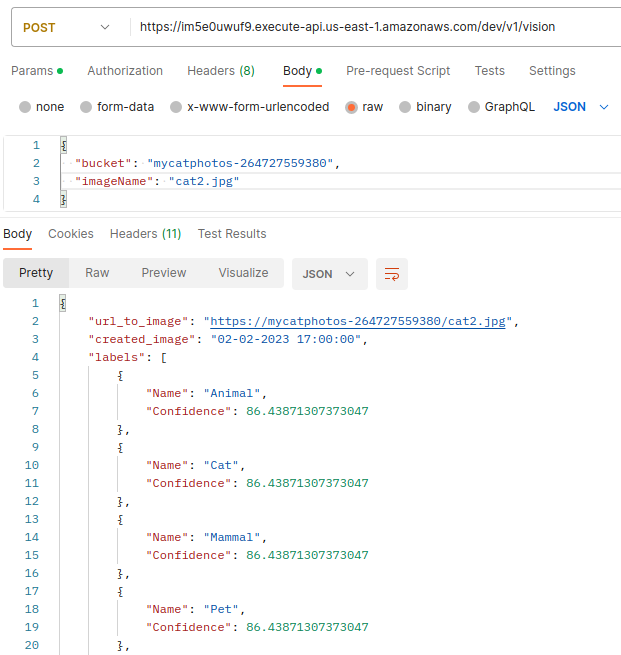 POST https://im5e0uwuf9.execute-api.us-east-1.amazonaws.com/dev/v1/vision
Params Authorization Headers (8) Body Pre-request Script Tests Settings
none form-data x-www-form-urlencoded raw binary GraphQL JSON
1 {
2 "bucket": "mycatphotos-264727559380",
3 "imageName": "cat2.jpg"
4 }
Body Cookies Headers (11) Test Results
Pretty Raw Preview Visualize JSON
1 {
2 "url_to_image": "https://mycatphotos-264727559380/cat2.jpg",
3 "created_image": "02-02-2023 17:00:00",
4 "labels": [
5 {
6 "Name": "Animal",
7 "Confidence": 86.43871307373047
8 },
9 {
10 "Name": "Cat",
11 "Confidence": 86.43871307373047
12 },
13 {
14 "Name": "Mammal",
15 "Confidence": 86.43871307373047
16 },
17 {
18 "Name": "Pet",
19 "Confidence": 86.43871307373047
20 },